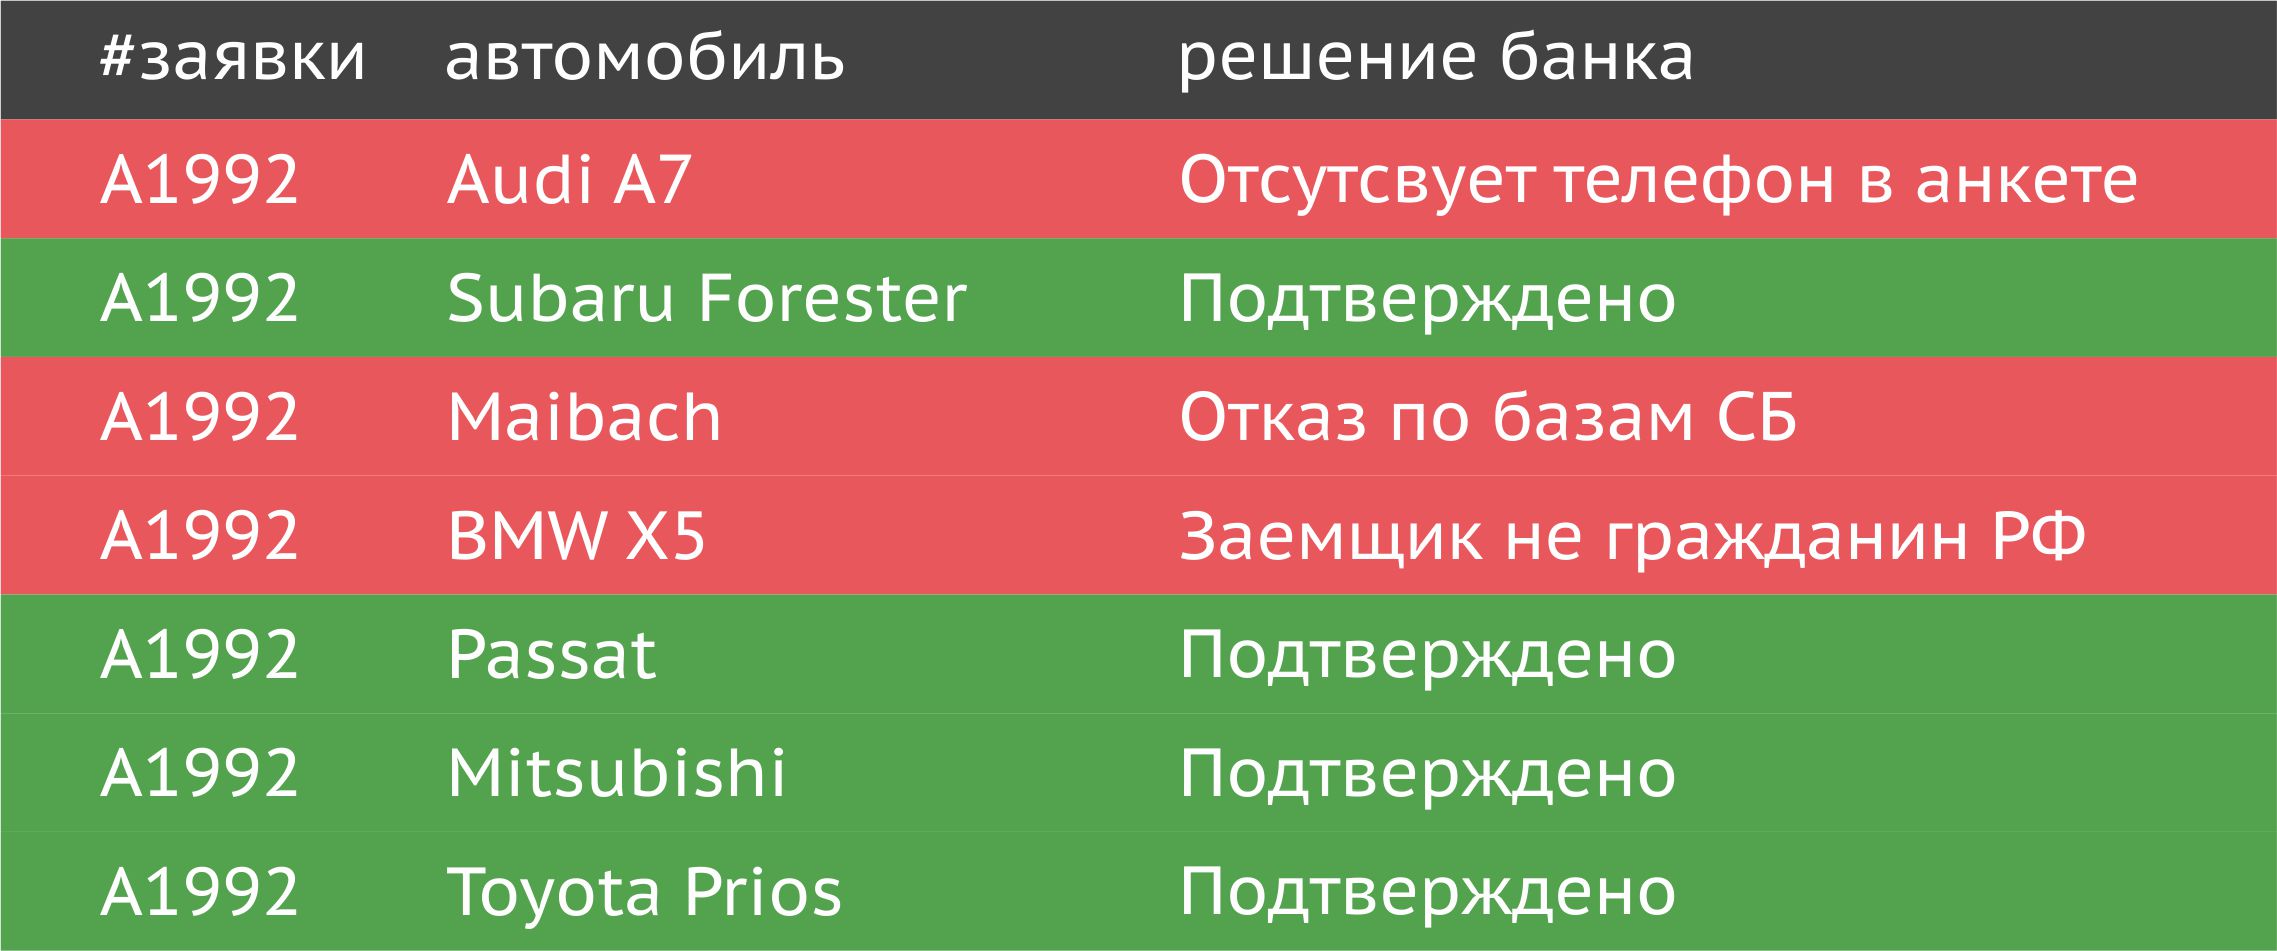 #заявки автомобиль решение банка
A1992 Audi A7 Отсутсвует телефон в анкете
A1992 Subaru Forester Подтверждено
A1992 Maibach Отказ по базам СБ
A1992 BMW X5 Заемщик не гражданин РФ
A1992 Passat Подтверждено
A1992 Mitsubishi Подтверждено
A1992 Toyota Prios Подтверждено